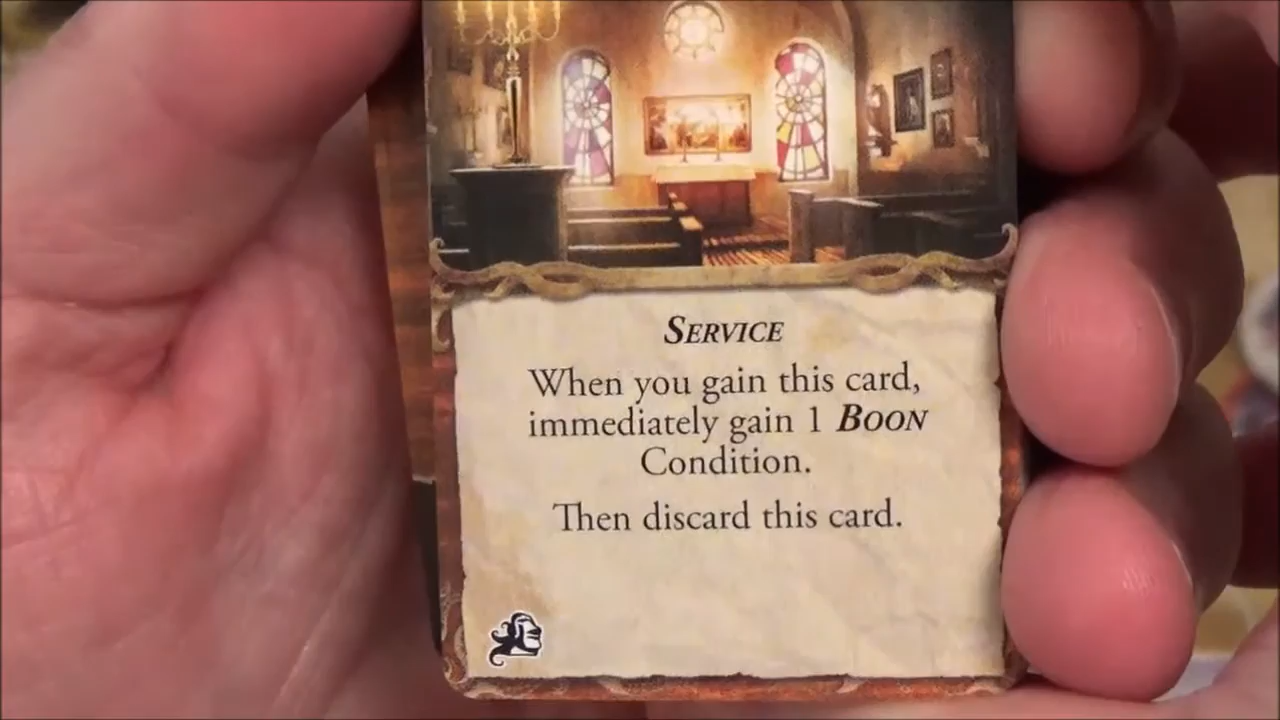 SERVICE
When you gain this card,
immediately gain 1 BOON
Condition.
Then discard this card.